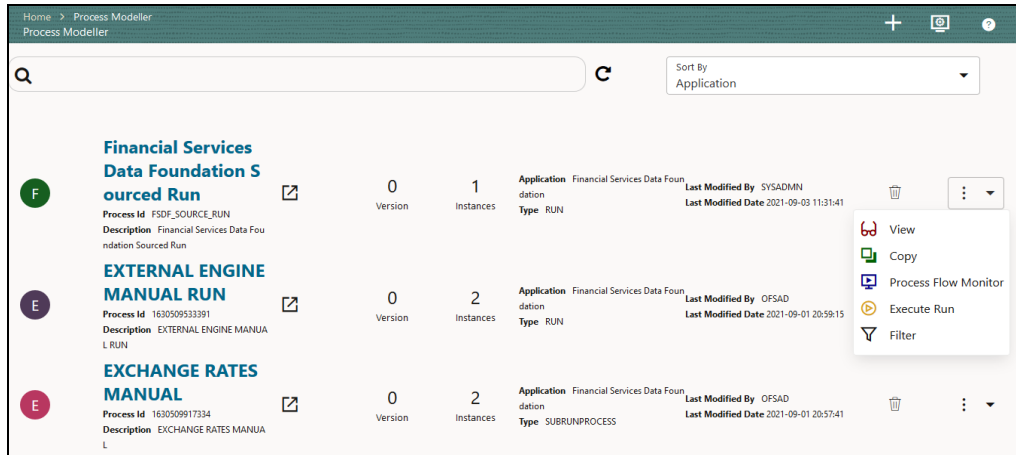 Home > Process Modeller
Process Modeller
?
Sort By
Application
Financial Services
Data Foundation S
ourced Run
Process Id FSDF_SOURCE_RUN
Description Financial Services Data Fou
ndation Sourced Run
F
0
Version
1
Instances
Application Financial Services Data Foun
dation
Type RUN
Last Modified By SYSADMN
Last Modified Date 2021-09-03 11:31:41
View
Copy
Process Flow Monitor
Execute Run
Filter
EXTERNAL ENGINE
MANUAL RUN
Process Id 1630509533391
Description EXTERNAL ENGINE MANUA
L RUN
E
0
Version
2
Instances
Application Financial Services Data Foun
dation
Type RUN
Last Modified By OFSAD
Last Modified Date 2021-09-01 20:59:15
EXCHANGE RATES
MANUAL
Process Id 1630509917334
Description EXCHANGE RATES MANUA
L
E
0
Version
2
Instances
Application Financial Services Data Foun
dation
Type SUBRUNPROCESS
Last Modified By OFSAD
Last Modified Date 2021-09-01 20:57:41